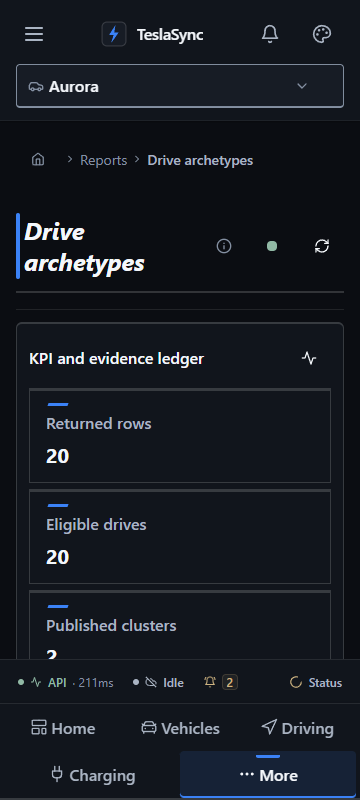 TeslaSync
Aurora
Reports
Drive archetypes
Drive
archetypes
KPI and evidence ledger
Returned rows
20
Eligible drives
20
Published clusters
2
API · 211ms
Idle
2
Status
Home
Vehicles
Driving
Charging
More